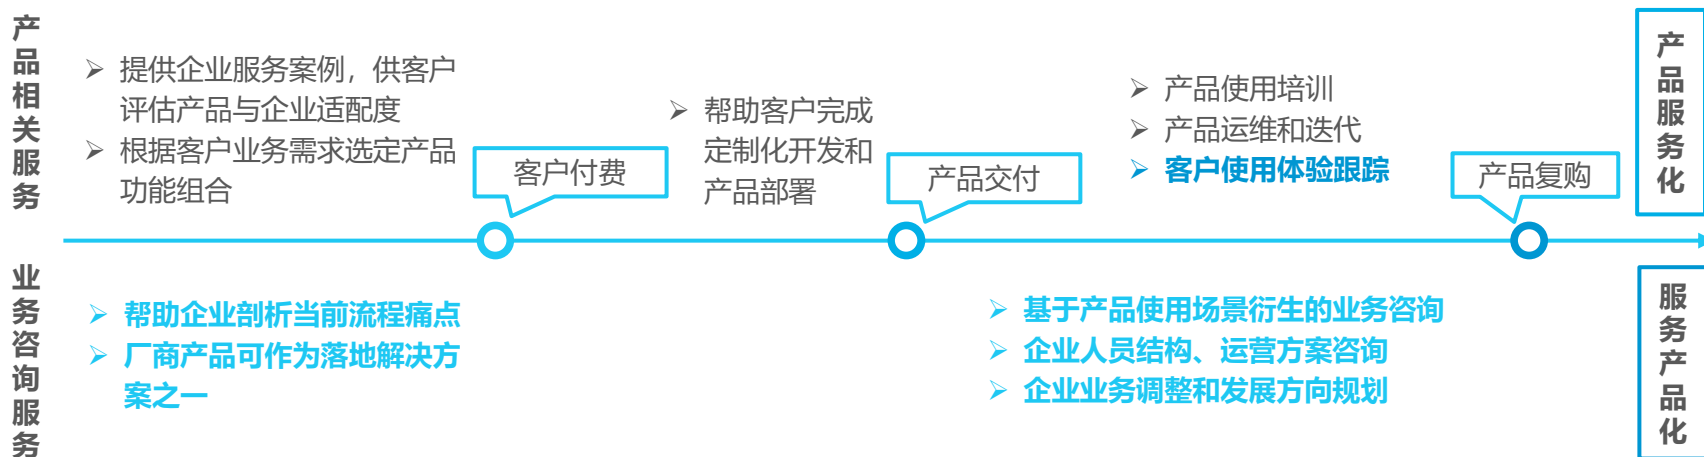 产品相关服务
提供企业服务案例，供客户
评估产品与企业适配度
根据客户业务需求选定产品
功能组合
客户付费
帮助客户完成
定制化开发和
产品部署
产品交付
产品使用培训
产品运维和迭代
客户使用体验跟踪
产品复购
产品服务化
业务咨询服务
帮助企业剖析当前流程痛点
厂商产品可作为落地解决方
案之一
基于产品使用场景衍生的业务咨询
企业人员结构、运营方案咨询
企业业务调整和发展方向规划
服务产品化